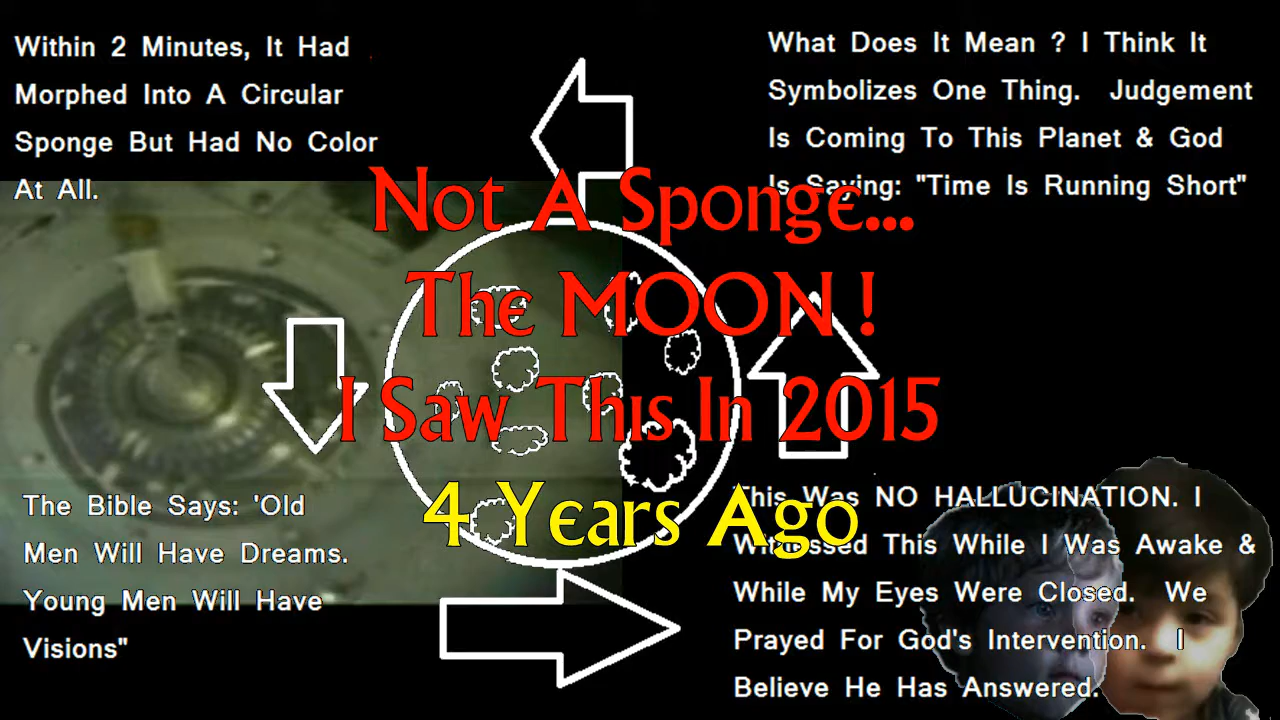 Within 2 Minutes, It Had
Morphed Into A Circular
Sponge But Had No Color
At All.
What Does It Mean ? I Think It
Symbolizes One Thing. Judgement
Is Coming To This Planet & God
Is Saying: "Time Is Running Short"
Not A Sponge...
The MOON !
I Saw This In 2015
4 Years Ago
The Bible Says: 'Old
Men Will Have Dreams.
Young Men Will Have
Visions"
This Was NO HALLUCINATION. I
Witnessed This While I Was Awake &
While My Eyes Were Closed. We
Prayed For God's Intervention. I
Believe He Has Answered.